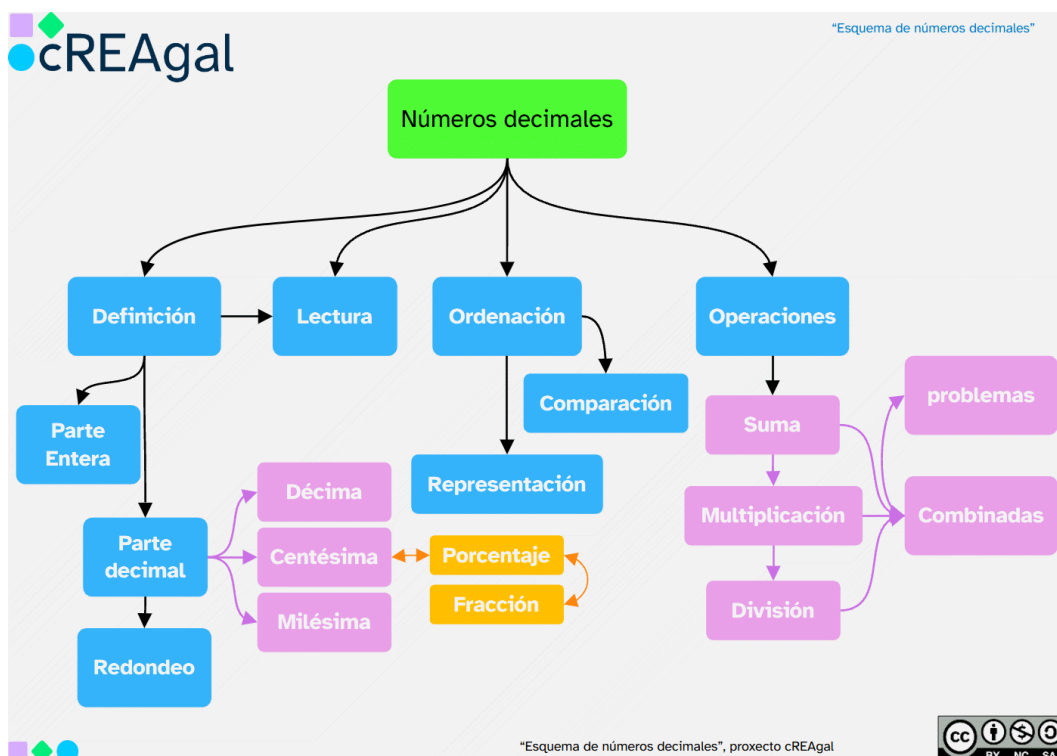 cREAgal
“Esquema de números decimales”
Números decimales
Definición
Lectura
Ordenación
Operaciones
Parte
Entera
Comparación
Suma
problemas
Representación
Décima
Multiplicación
Combinadas
Parte
decimal
Centésima
Porcentaje
Fracción
Milésima
División
Redondeo
“Esquema de números decimales”, proxecto cREAgal
cc
BY NC SA